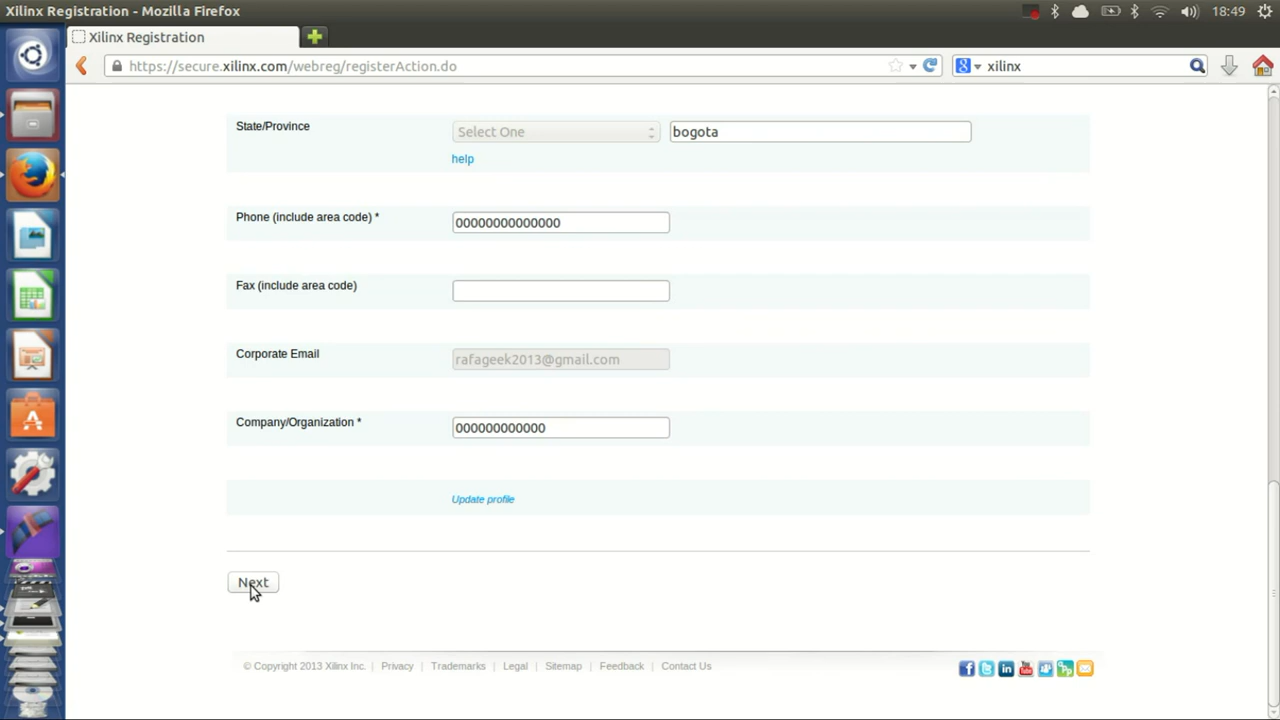 Xilinx Registration - Mozilla Firefox
18:49
Xilinx Registration
https://secure.xilinx.com/webreg/registerAction.do
xilinx
State/Province
Select One
bogota
help
Phone (include area code) *
00000000000000
Fax (include area code)
Corporate Email
rafageek2013@gmail.com
Company/Organization *
000000000000
Update profile
Next
© Copyright 2013 Xilinx Inc. | Privacy | Trademarks | Legal | Sitemap | Feedback | Contact Us